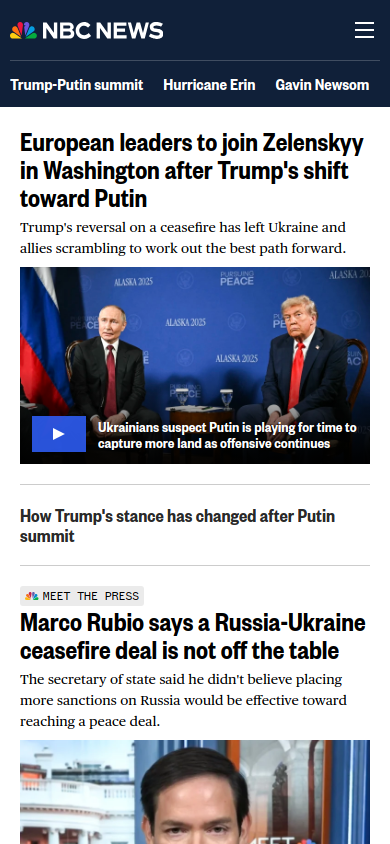 NBC NEWS
Trump-Putin summit Hurricane Erin Gavin Newsom
European leaders to join Zelenskyy
in Washington after Trump's shift
toward Putin
Trump's reversal on a ceasefire has left Ukraine and
allies scrambling to work out the best path forward.
ALASKA 2025
PURSUING
PEACE
ALASKA 2025
PEACE
ALASKA 2025
ALASKA 2025
Ukrainians suspect Putin is playing for time to
capture more land as offensive continues
How Trump's stance has changed after Putin
summit
MEET THE PRESS
Marco Rubio says a Russia-Ukraine
ceasefire deal is not off the table
The secretary of state said he didn't believe placing
more sanctions on Russia would be effective toward
reaching a peace deal.